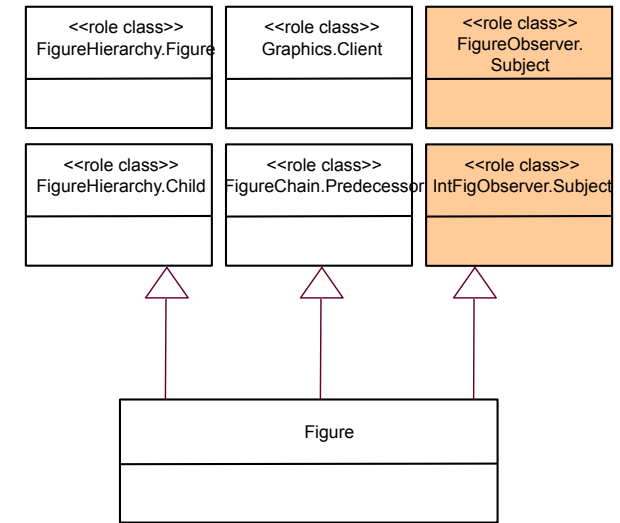 <<role class>>
FigureHierarchy.Figure
<<role class>>
Graphics.Client
<<role class>>
FigureObserver.
Subject
<<role class>>
FigureHierarchy.Child
<<role class>>
FigureChain.Predecessor
<<role class>>
IntFigObserver.Subject
Figure